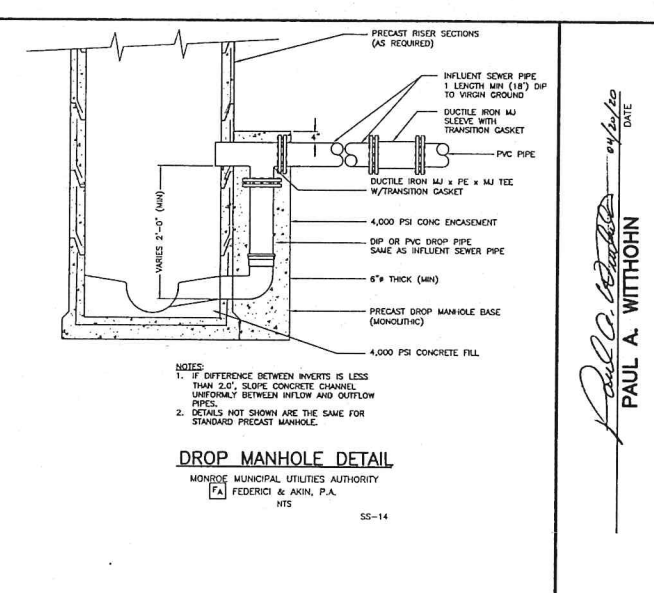 PRECAST RISER SECTIONS
(AS REQUIRED)
INFLUENT SEWER PIPE
1 LENGTH MIN (18') DIP
TO VIRGIN GROUND
4"
DUCTILE IRON MJ
SLEEVE WITH
TRANSITION GASKET
PVC PIPE
DUCTILE IRON MJ x PE x MJ TEE
W/TRANSITION GASKET
VARIES 2'-0" (MIN)
4,000 PSI CONC ENCASEMENT
DIP OR PVC DROP PIPE
SAME AS INFLUENT SEWER PIPE
6"ø THICK (MIN)
PRECAST DROP MANHOLE BASE
(MONOLITHIC)
4,000 PSI CONCRETE FILL
NOTES:
1. IF DIFFERENCE BETWEEN INVERTS IS LESS
THAN 2.0', SLOPE CONCRETE CHANNEL
UNIFORMLY BETWEEN INFLOW AND OUTFLOW
PIPES.
2. DETAILS NOT SHOWN ARE THE SAME FOR
STANDARD PRECAST MANHOLE.
DROP MANHOLE DETAIL
MONROE MUNICIPAL UTILITIES AUTHORITY
FA FEDERICI & AKIN, P.A.
NTS
SS-14
Paul A. Witthohn 04/20/20
PAUL A. WITTHOHN DATE